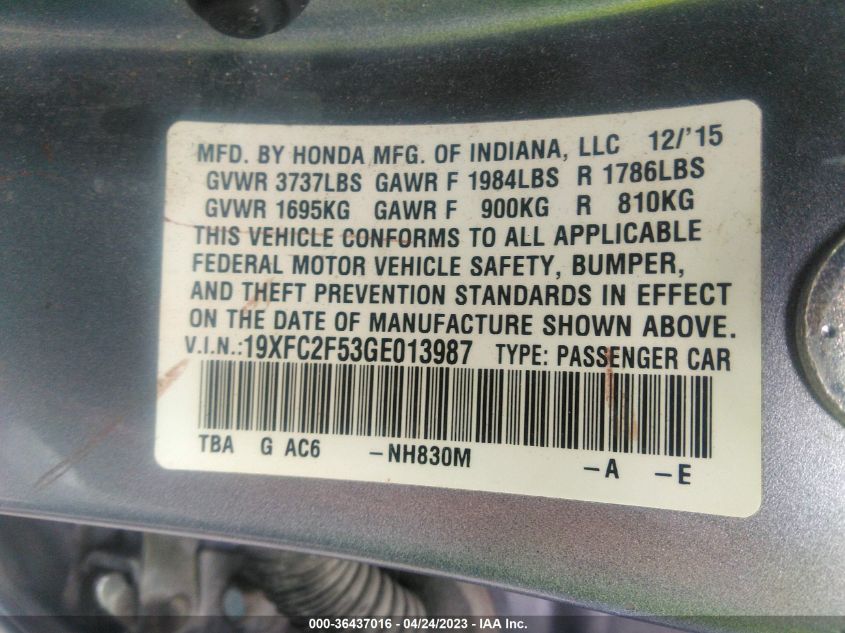 MFD. BY HONDA MFG. OF INDIANA, LLC 12/'15
GVWR 3737LBS GAWR F 1984LBS R 1786LBS
GVWR 1695KG GAWR F 900KG R 810KG
THIS VEHICLE CONFORMS TO ALL APPLICABLE
FEDERAL MOTOR VEHICLE SAFETY, BUMPER,
AND THEFT PREVENTION STANDARDS IN EFFECT
ON THE DATE OF MANUFACTURE SHOWN ABOVE.
V.I.N.:19XFC2F53GE013987 TYPE: PASSENGER CAR
TBA G AC6 -NH830M -A -E
000-36437016 - 04/24/2023 - IAA Inc.